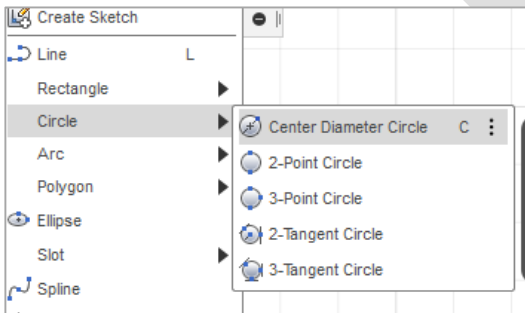 Create Sketch
Line L
Rectangle
Circle
Arc
Polygon
Ellipse
Slot
Spline
Center Diameter Circle C
2-Point Circle
3-Point Circle
2-Tangent Circle
3-Tangent Circle